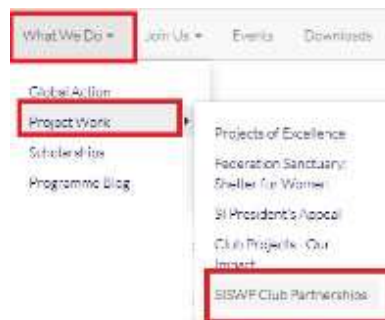 What We Do
Join Us
Events
Downloads
Global Action
Project Work
Scholarships
Programme Blog
Projects of Excellence
Federation Sanctuary:
Shelter for Women
SI President's Appeal
Club Projects - Our
Impact
SISWP Club Partnerships